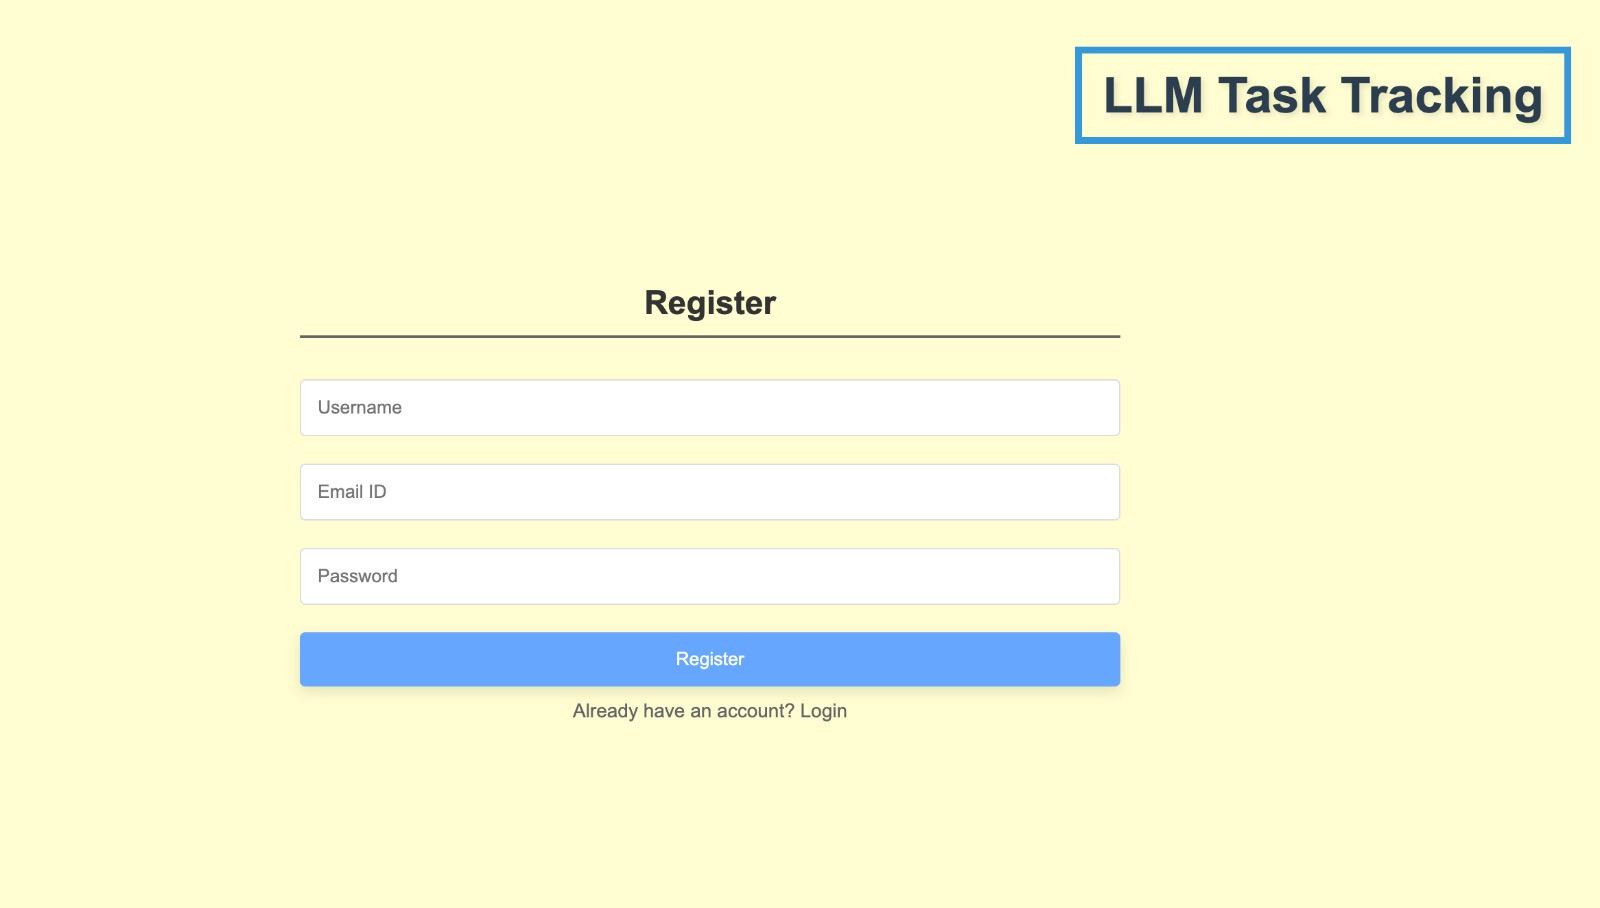 LLM Task Tracking
Register
Username
Email ID
Password
Register
Already have an account? Login